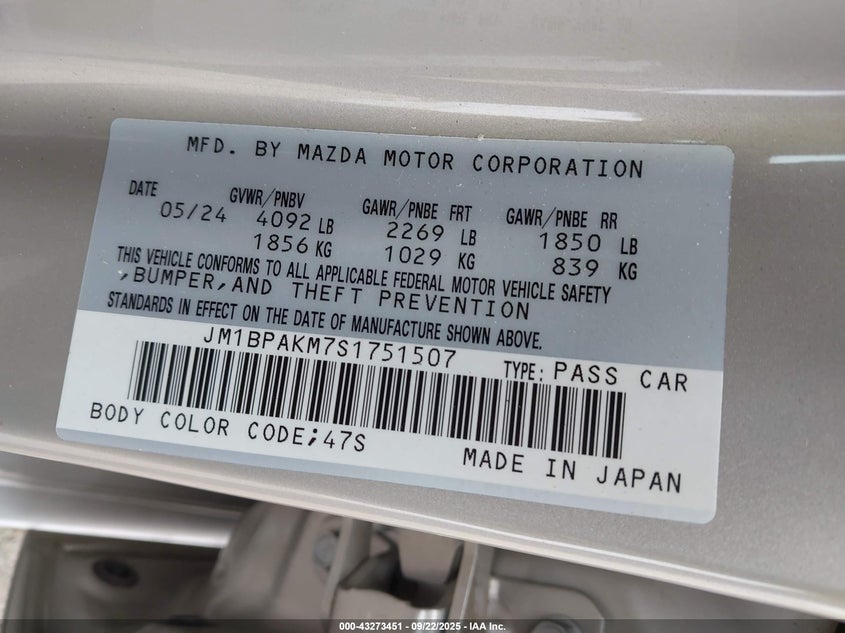 MFD. BY MAZDA MOTOR CORPORATION
DATE GVWR/PNBV GAWR/PNBE FRT GAWR/PNBE RR
05/24 4092 LB 2269 LB 1850 LB
1856 KG 1029 KG 839 KG
THIS VEHICLE CONFORMS TO ALL APPLICABLE FEDERAL MOTOR VEHICLE SAFETY
,BUMPER,AND THEFT PREVENTION
STANDARDS IN EFFECT ON THE DATE OF MANUFACTURE SHOWN ABOVE.
JM1BPAKM7S1751507 TYPE: PASS CAR
BODY COLOR CODE;47S
MADE IN JAPAN
000-43273451 - 09/22/2025 - IAA Inc.